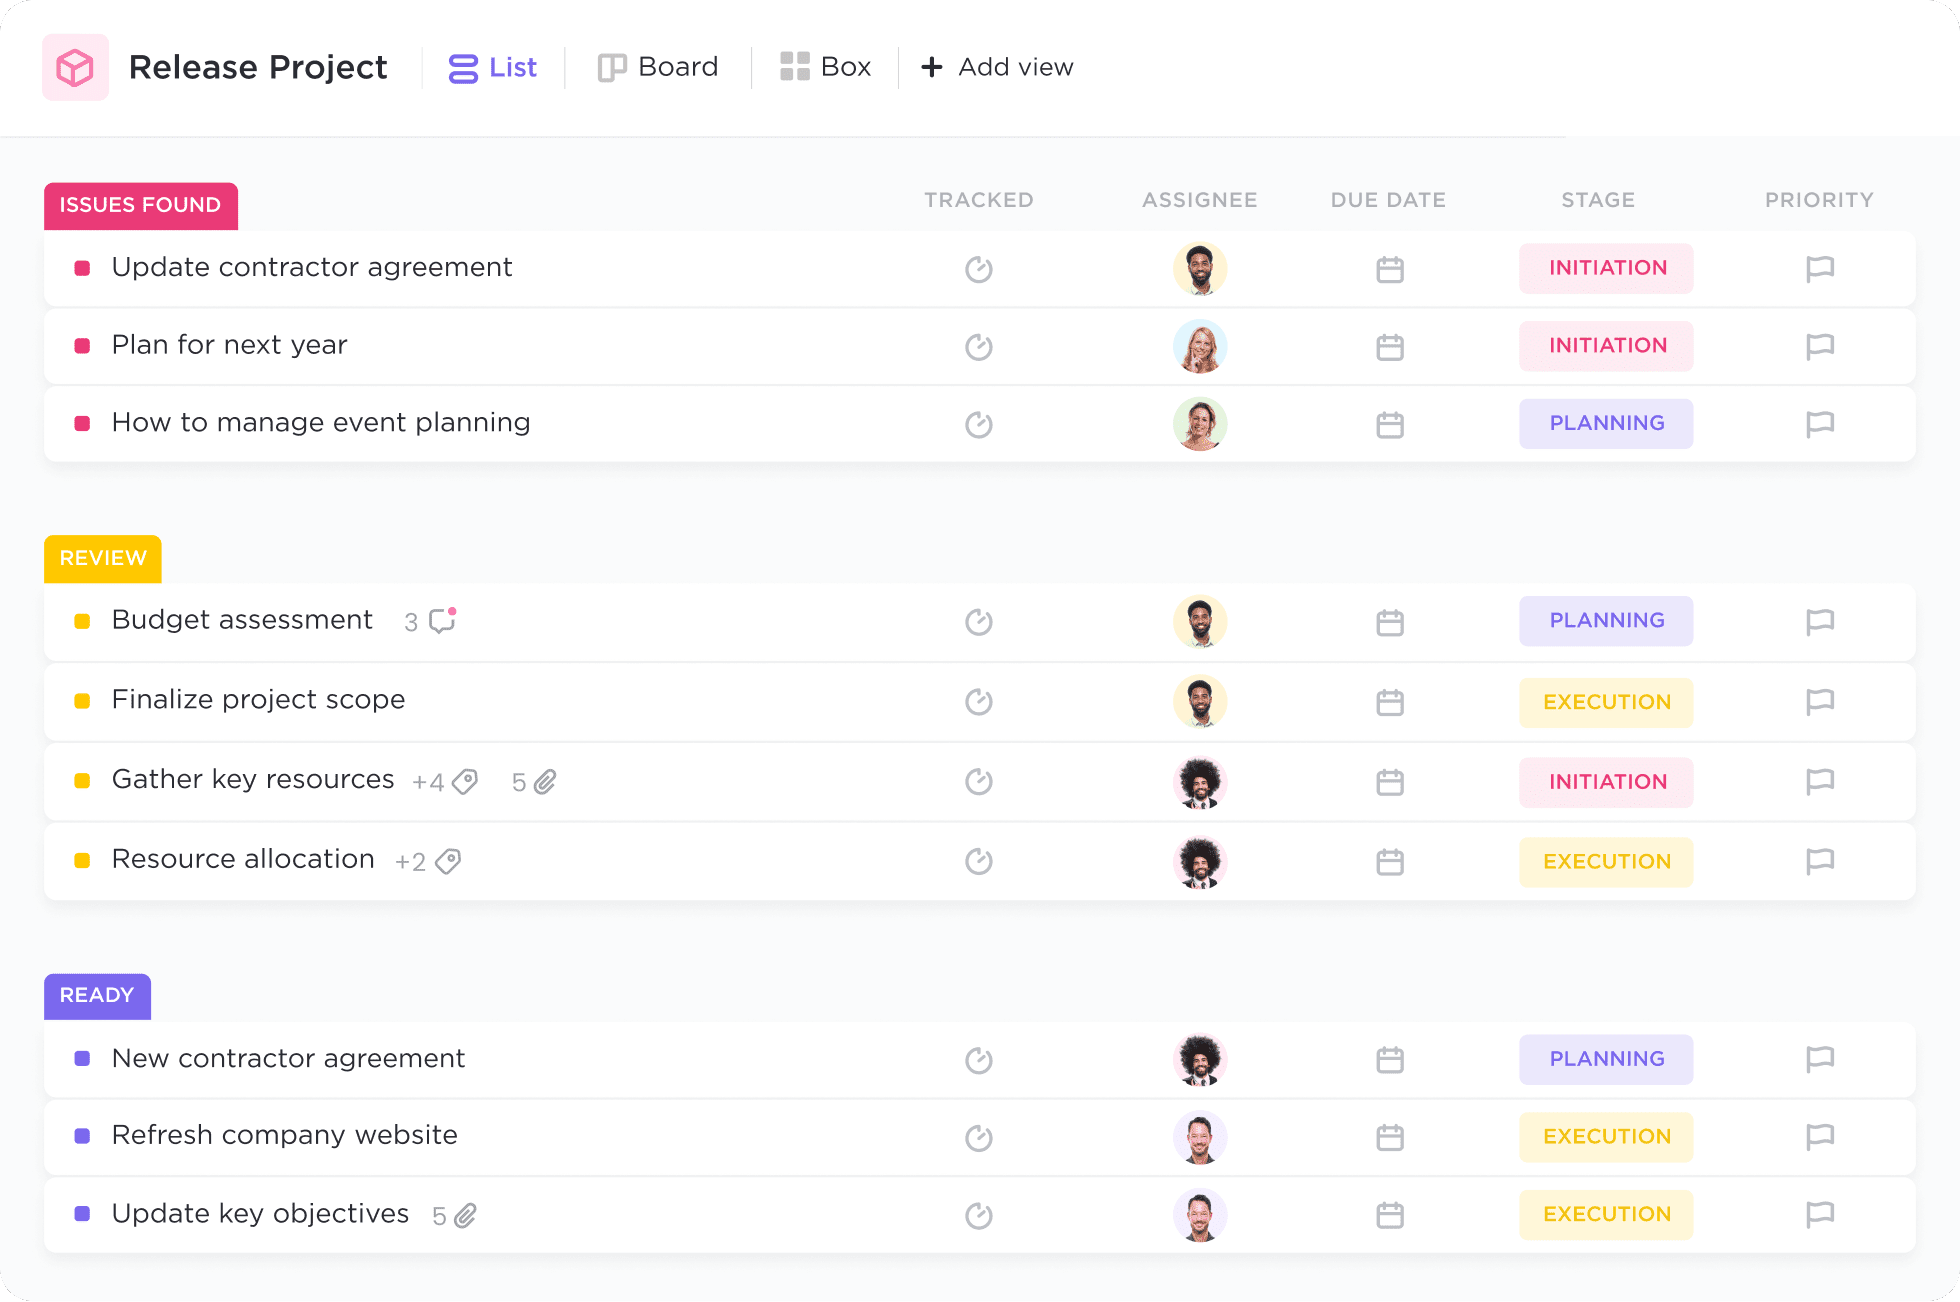 Release Project List Board Box + Add view
ISSUES FOUND TRACKED ASSIGNEE DUE DATE STAGE PRIORITY
Update contractor agreement INITIATION
Plan for next year INITIATION
How to manage event planning PLANNING
REVIEW
Budget assessment 3 PLANNING
Finalize project scope EXECUTION
Gather key resources +4 5 INITIATION
Resource allocation +2 EXECUTION
READY
New contractor agreement PLANNING
Refresh company website EXECUTION
Update key objectives 5 EXECUTION